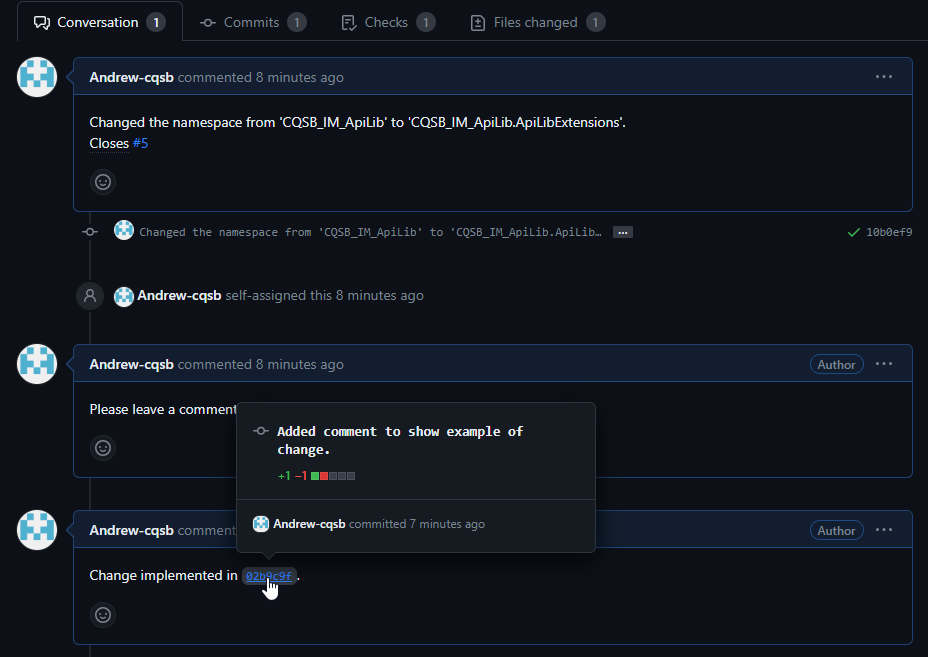 Conversation 1 Commits 1 Checks 1 Files changed 1
Andrew-cqsb commented 8 minutes ago
Changed the namespace from 'CQSB_IM_ApiLib' to 'CQSB_IM_ApiLib.ApiLibExtensions'.
Closes #5
Changed the namespace from 'CQSB_IM_ApiLib' to 'CQSB_IM_ApiLib.ApiLib… ... 10b0ef9
Andrew-cqsb self-assigned this 8 minutes ago
Andrew-cqsb commented 8 minutes ago Author
Please leave a comment
Added comment to show example of
change.
+1 −1
Andrew-cqsb committed 7 minutes ago
Andrew-cqsb comment Author
Change implemented in 02b9c9f.